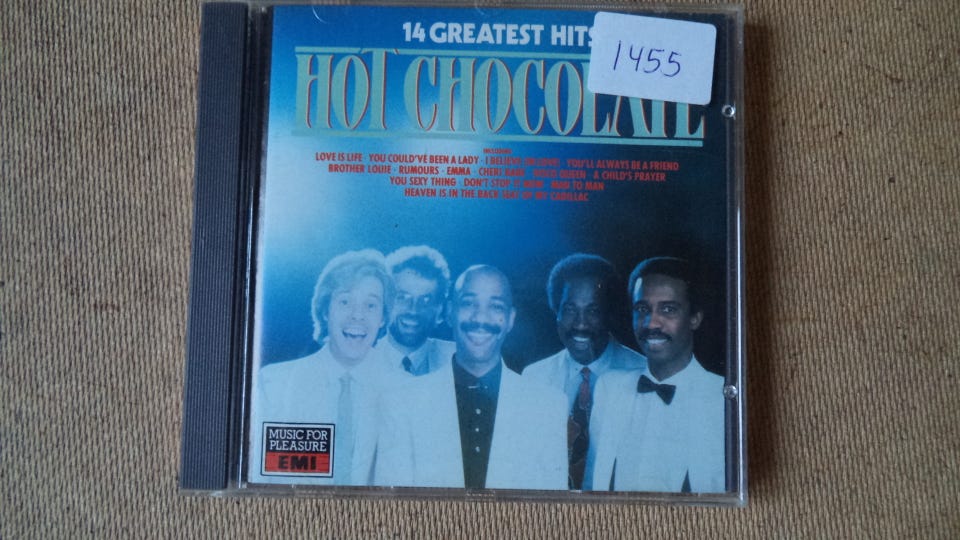 14 GREATEST HITS
1455
HOT CHOCOLATE
INCLUDING
LOVE IS LIFE · YOU COULD'VE BEEN A LADY · I BELIEVE (IN LOVE) · YOU'LL ALWAYS BE A FRIEND
BROTHER LOUIE · RUMOURS · EMMA · CHERI BABE · DISCO QUEEN · A CHILD'S PRAYER
YOU SEXY THING · DON'T STOP IT NOW · MAN TO MAN
HEAVEN IS IN THE BACK SEAT OF MY CADILLAC
MUSIC FOR
PLEASURE
EMI